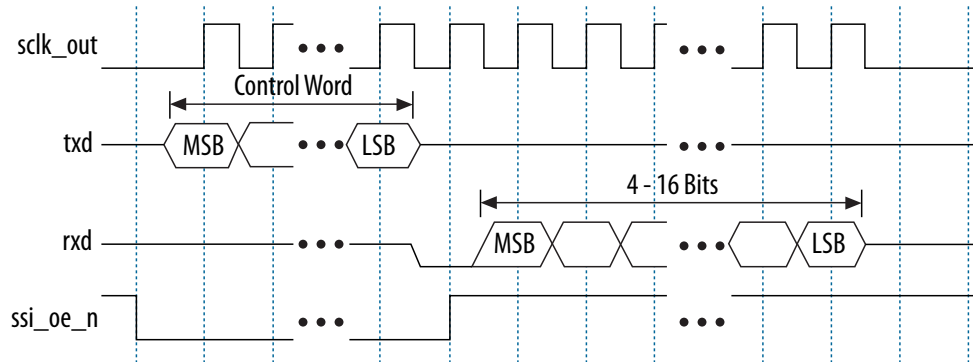 sclk_out
Control Word
txd
MSB
LSB
4 - 16 Bits
rxd
MSB
LSB
ssi_oe_n